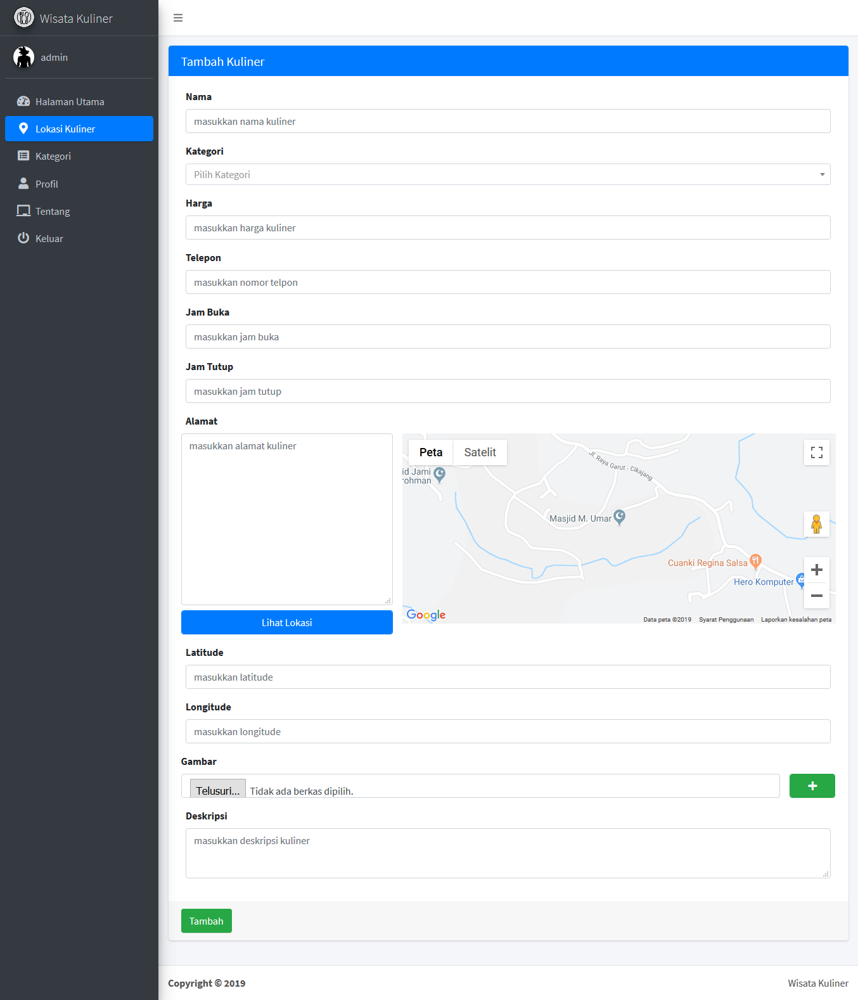 Wisata Kuliner
admin
Halaman Utama
Lokasi Kuliner
Kategori
Profil
Tentang
Keluar
Tambah Kuliner
Nama
masukkan nama kuliner
Kategori
Pilih Kategori
Harga
masukkan harga kuliner
Telepon
masukkan nomor telpon
Jam Buka
masukkan jam buka
Jam Tutup
masukkan jam tutup
Alamat
masukkan alamat kuliner
Lihat Lokasi
Peta Satelit
Jl. Raya Garut - Cikajang
id Jami
rohman
Masjid M. Umar
Cuanki Regina Salsa
Hero Komputer
Google
Data peta ©2019 Syarat Penggunaan Laporkan kesalahan peta
Latitude
masukkan latitude
Longitude
masukkan longitude
Gambar
Telusuri... Tidak ada berkas dipilih.
Deskripsi
masukkan deskripsi kuliner
Tambah
Copyright © 2019
Wisata Kuliner